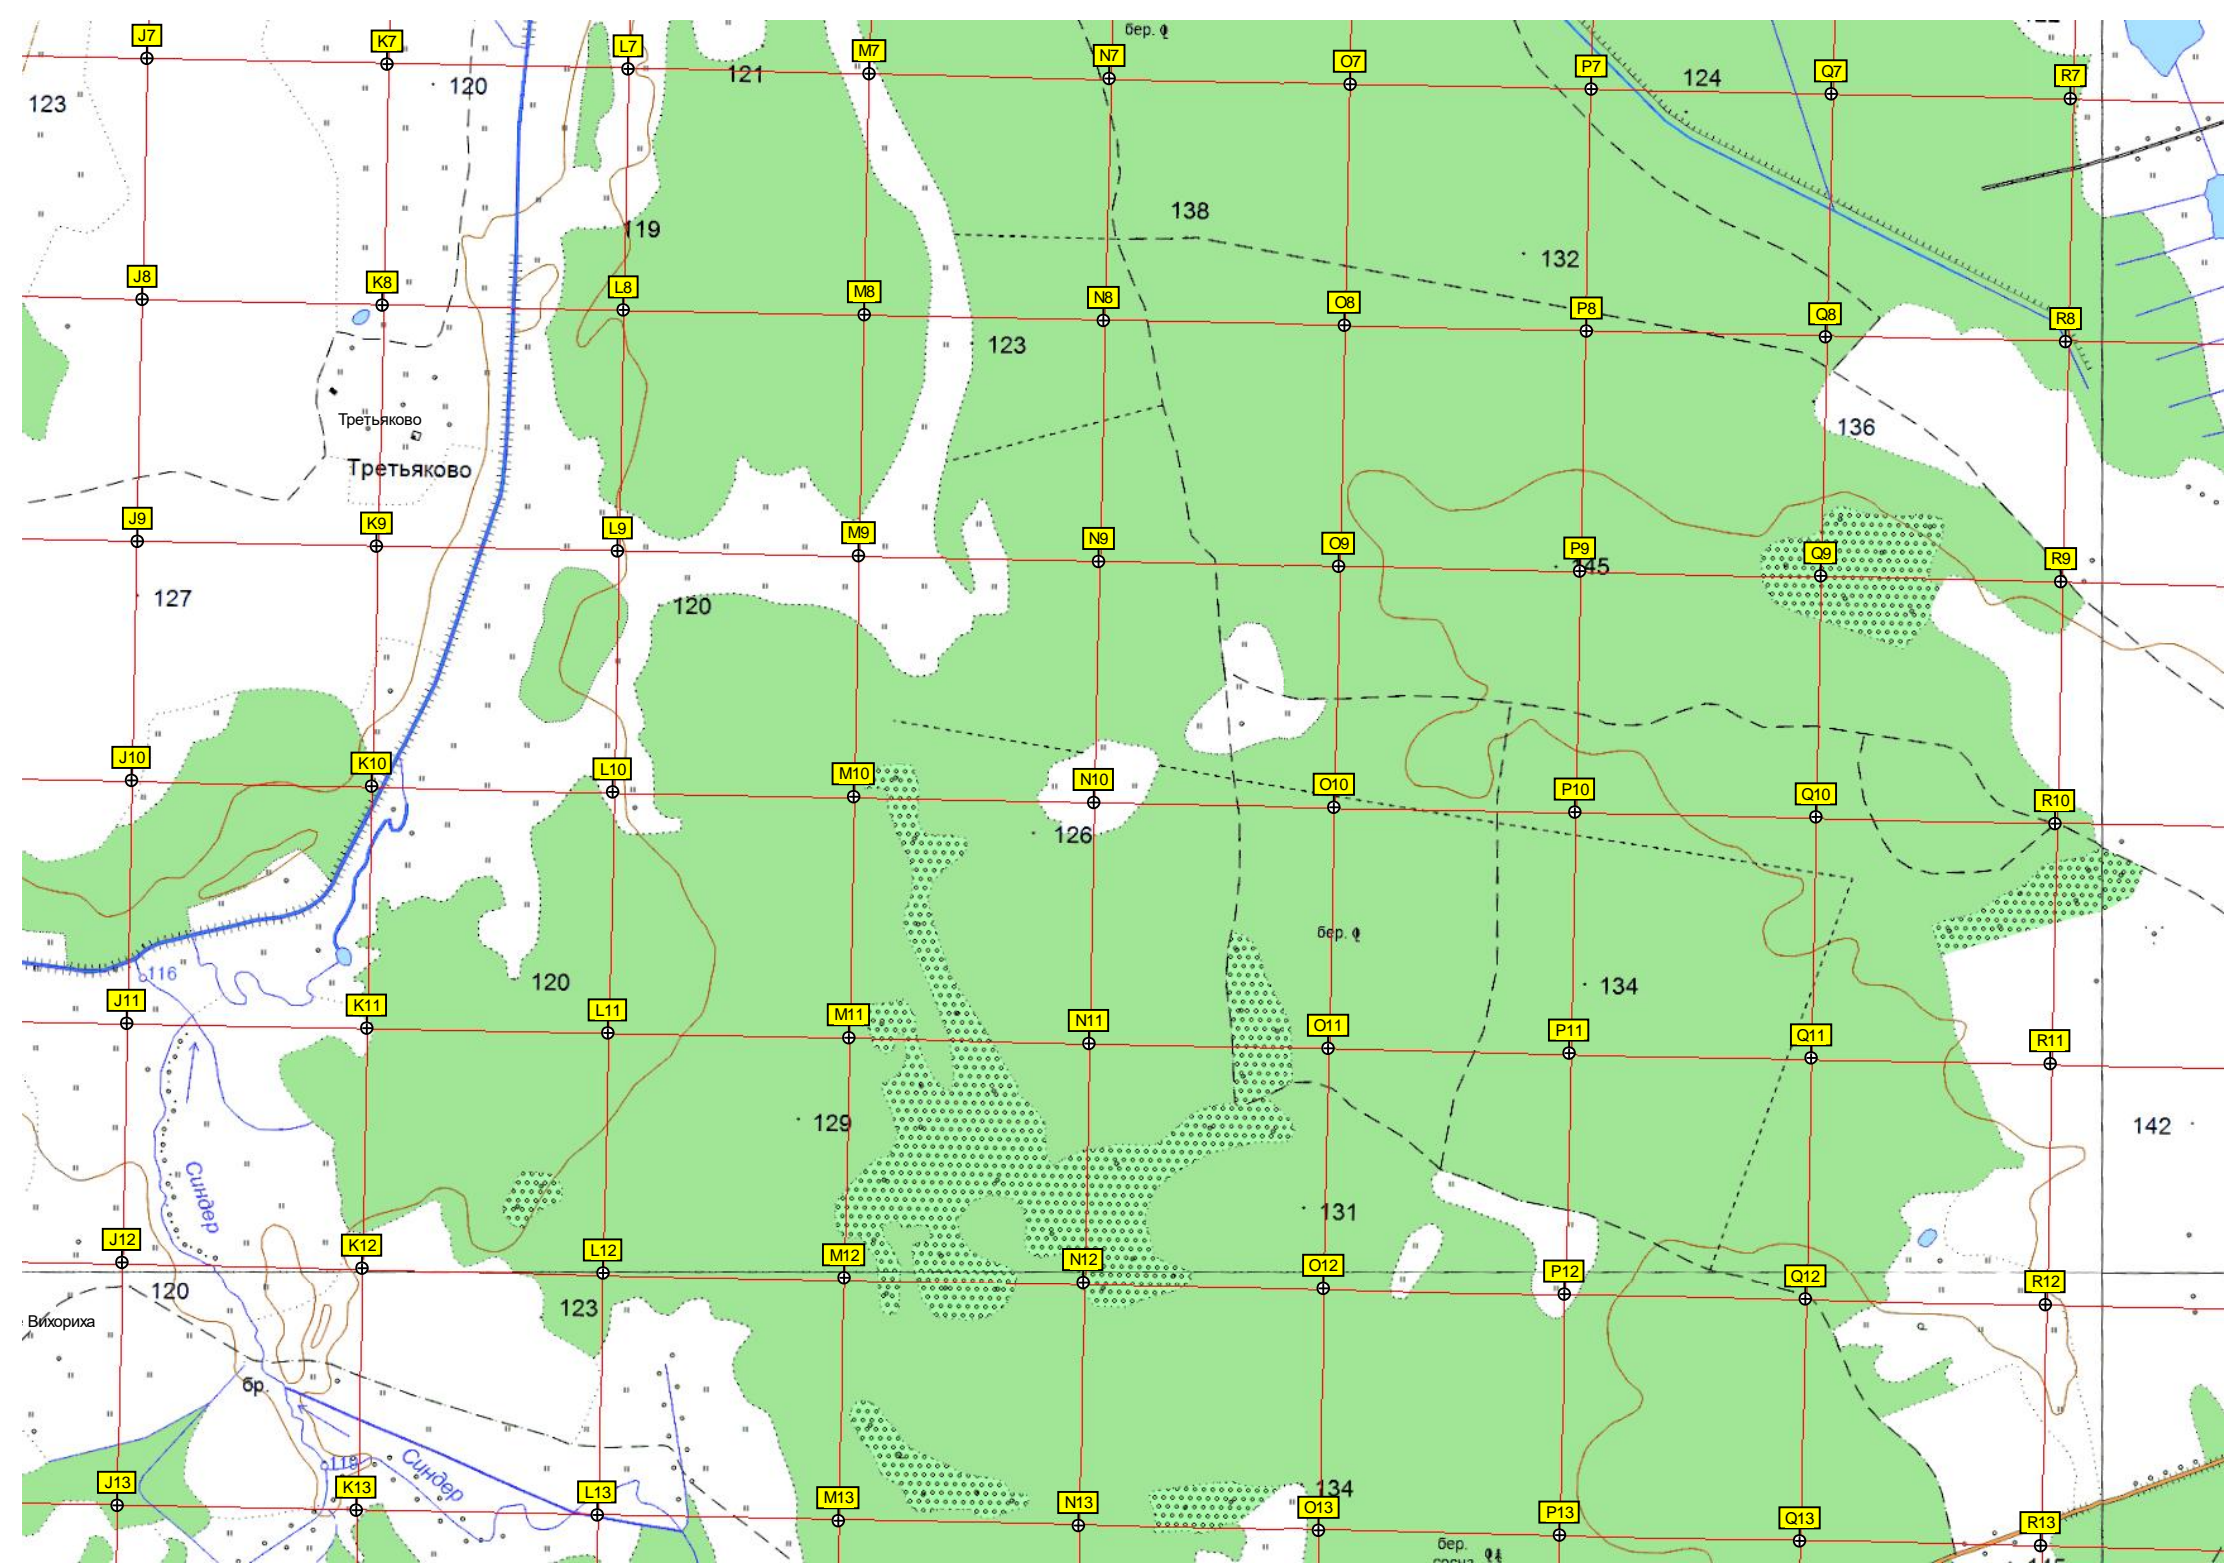 бер.
J7 K7 L7 M7 N7 O7 P7 Q7 R7
123 120 121 124
119 138 132
J8 K8 L8 M8 N8 O8 P8 Q8 R8
123
Третьяково 136
Третьяково
J9 K9 L9 M9 N9 O9 P9 Q9 R9
145
127 120
J10 K10 L10 M10 N10 O10 P10 Q10 R10
126
бер.
116 120 134
J11 K11 L11 M11 N11 O11 P11 Q11 R11
129 142
Синдер 131
J12 K12 L12 M12 N12 O12 P12 Q12 R12
120 123
Вихориха
бр.
Синдер
J13 K13 L13 M13 N13 O13 P13 Q13 R13
134
бер.